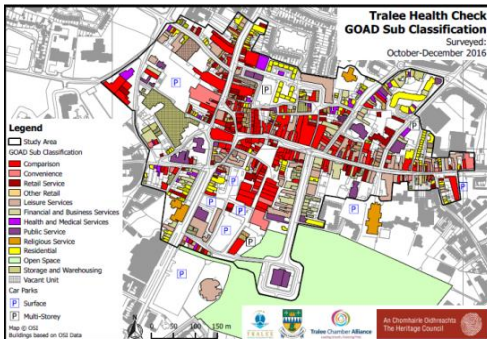 Tralee Health Check
GOAD Sub Classification
Surveyed:
October-December 2016
Legend
Study Area
GOAD Sub Classification
Comparison
Convenience
Retail Service
Other Retail
Leisure Services
Financial and Business Services
Health and Medical Services
Public Service
Religious Service
Residential
Open Space
Storage and Warehousing
Vacant Unit
Car Parks
P Surface
P Multi-Storey
Map © OSI
Buildings based on OSI Data
0 50 100 150 m
TRALEE
Tralee Chamber Alliance
An Chomhairle Oidhreachta
The Heritage Council
P
P
P
P
P
P
P
P
P
P
P